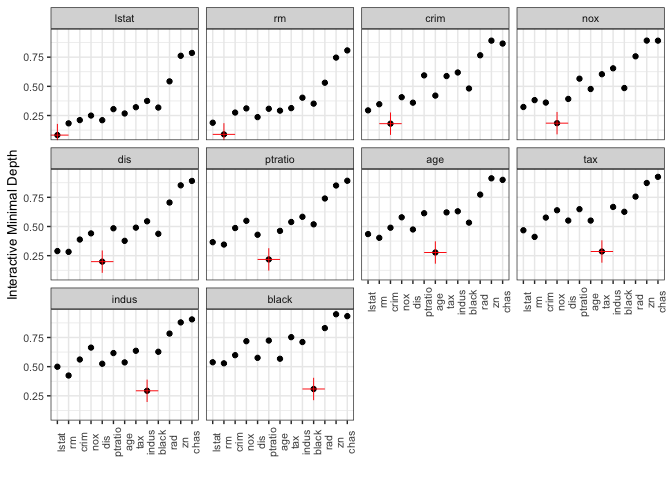 lstat rm crim nox
0.75
0.50
0.25
dis ptratio age tax
0.75
0.50
0.25
indus black
0.75
0.50
0.25
Interactive Minimal Depth
lstat rm crim nox dis ptratio age tax indus black rad zn chas
lstat rm crim nox dis ptratio age tax indus black rad zn chas
lstat rm crim nox dis ptratio age tax indus black rad zn chas
lstat rm crim nox dis ptratio age tax indus black rad zn chas